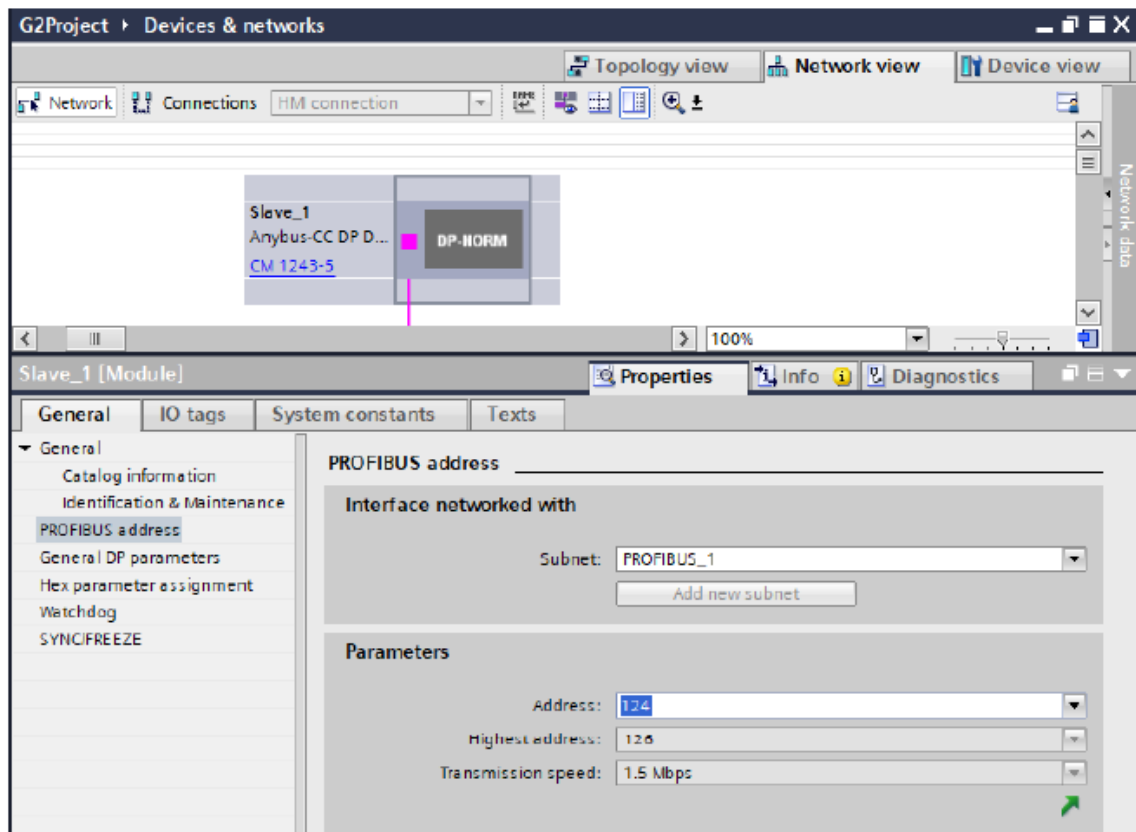 G2Project ▸ Devices & networks
Topology view
Network view
Device view
Network
Connections
HM connection
Network data
Slave_1
Anybus-CC DP D...
CM 1243-5
DP-NORM
100%
Slave_1 [Module]
Properties
Info
Diagnostics
General
IO tags
System constants
Texts
General
Catalog information
Identification & Maintenance
PROFIBUS address
General DP parameters
Hex parameter assignment
Watchdog
SYNC/FREEZE
PROFIBUS address
Interface networked with
Subnet: PROFIBUS_1
Add new subnet
Parameters
Address: 124
Highest address: 126
Transmission speed: 1.5 Mbps